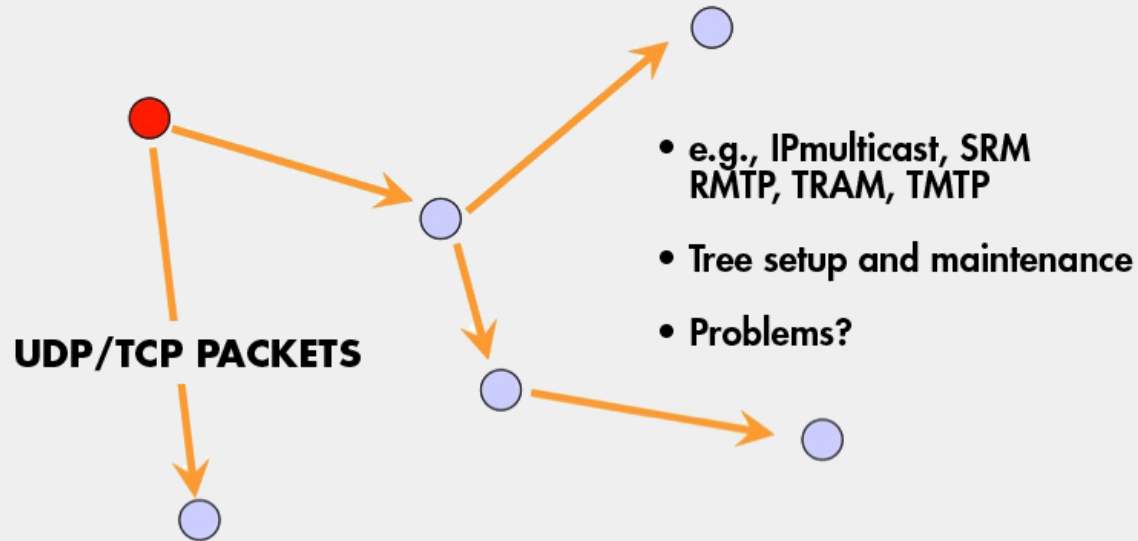 • e.g., IPmulticast, SRM
RMTP, TRAM, TMTP
• Tree setup and maintenance
• Problems?
UDP/TCP PACKETS